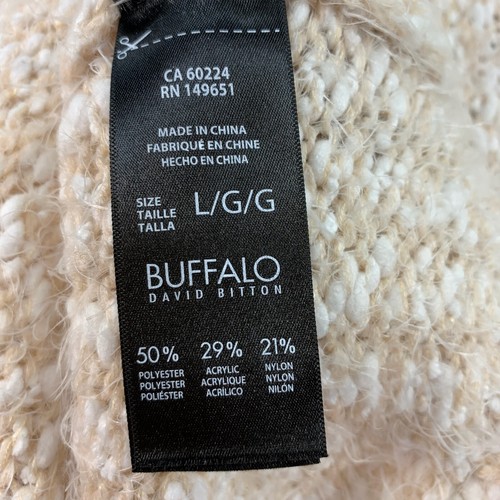 CA 60224
RN 149651
MADE IN CHINA
FABRIQUÉ EN CHINE
HECHO EN CHINA
SIZE
TAILLE
TALLA
L/G/G
BUFFALO
DAVID BITTON
50% 29% 21%
POLYESTER ACRYLIC NYLON
POLYESTER ACRYLIQUE NYLON
POLIÉSTER ACRÍLICO NILÓN